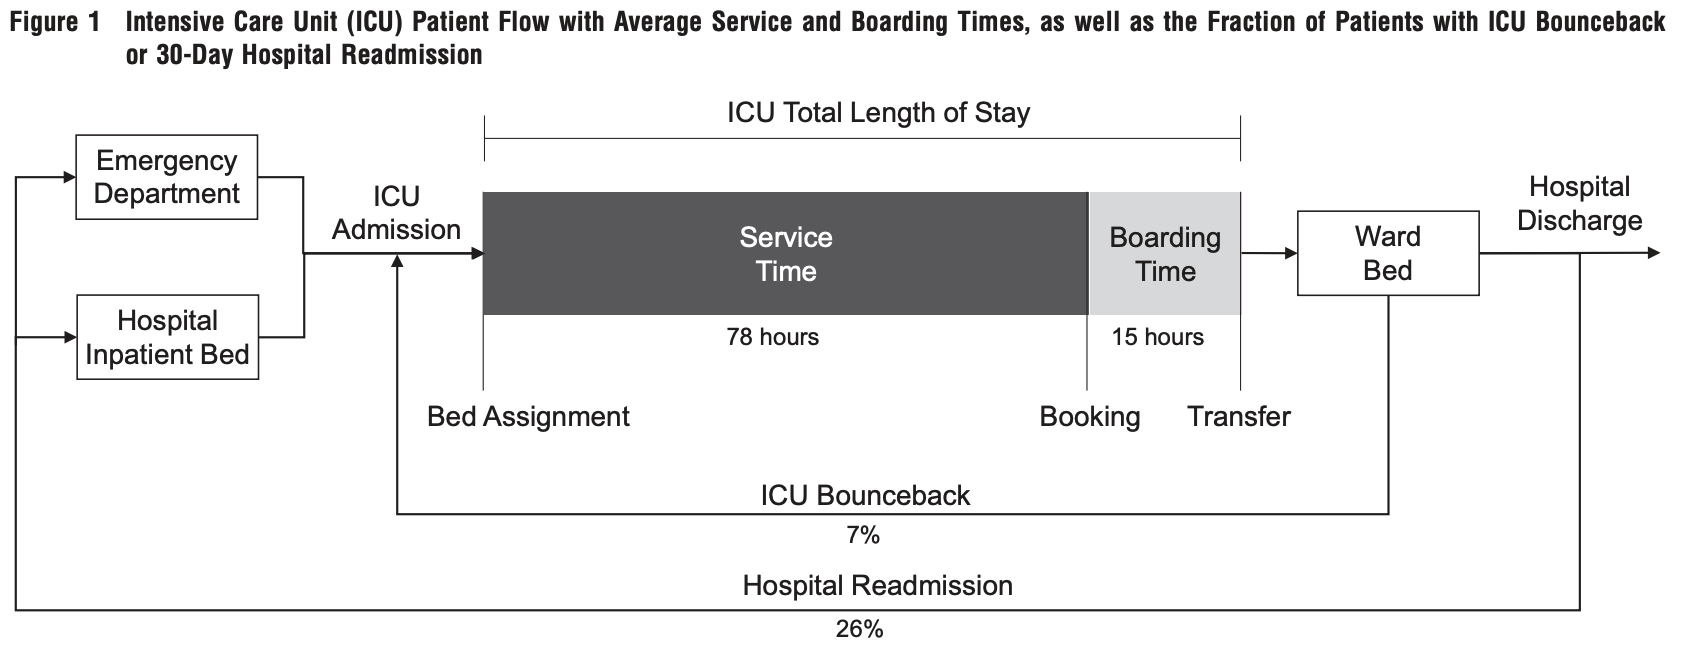 Figure 1 Intensive Care Unit (ICU) Patient Flow with Average Service and Boarding Times, as well as the Fraction of Patients with ICU Bounceback
or 30-Day Hospital Readmission
ICU Total Length of Stay
Emergency
Department
Hospital
Inpatient Bed
ICU
Admission
Service
Time
Boarding
Time
78 hours
15 hours
Bed Assignment
Booking
Transfer
Ward
Bed
Hospital
Discharge
ICU Bounceback
7%
Hospital Readmission
26%